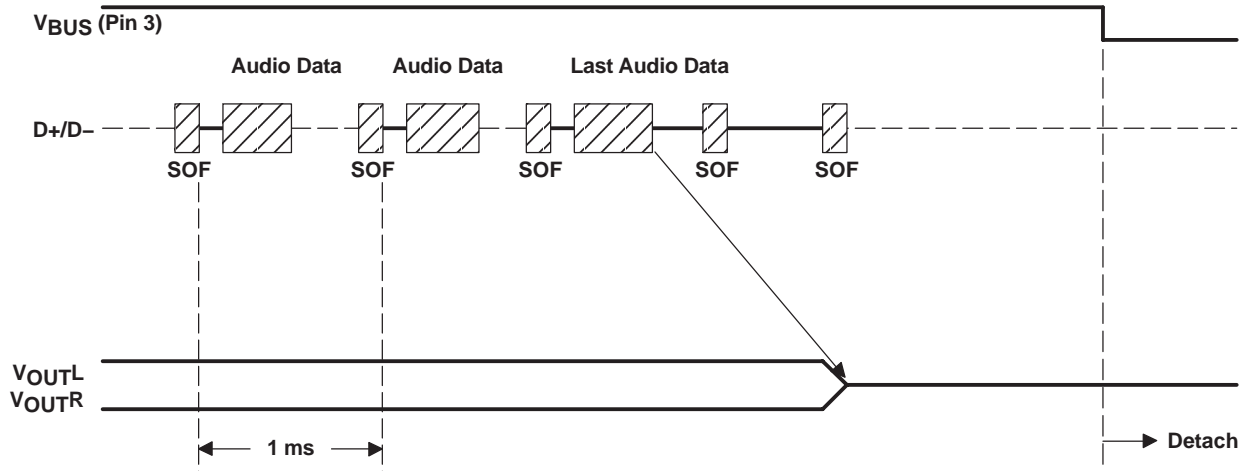 VBUS (Pin 3)
Audio Data Audio Data Last Audio Data
D+/D−
SOF SOF SOF SOF SOF
VOUTL
VOUTR
1 ms
Detach